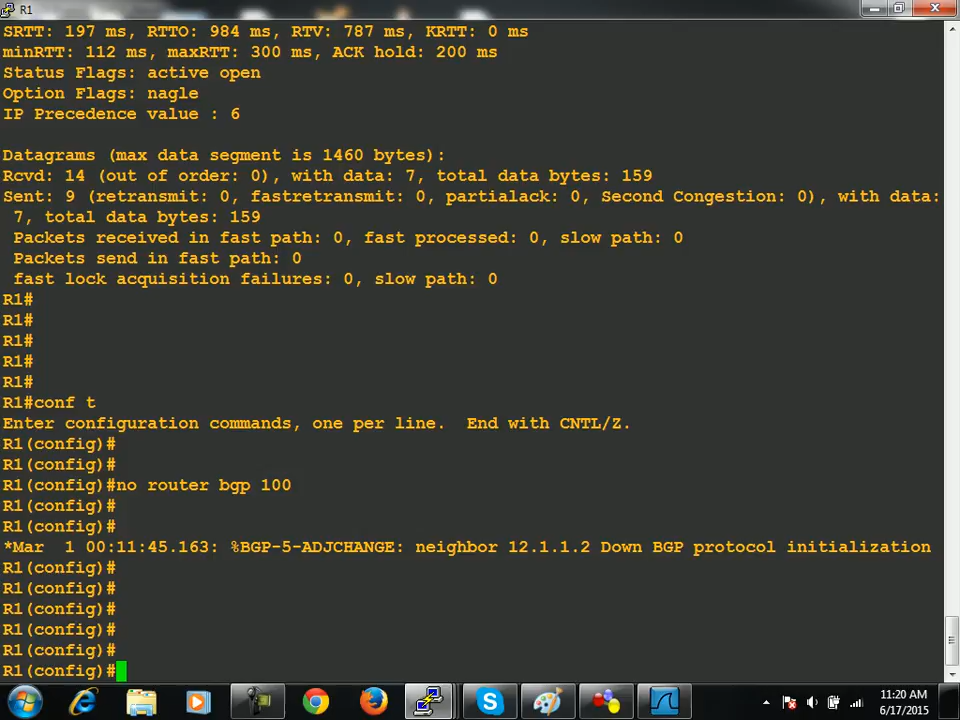 R1
SRTT: 197 ms, RTTO: 984 ms, RTV: 787 ms, KRTT: 0 ms
minRTT: 112 ms, maxRTT: 300 ms, ACK hold: 200 ms
Status Flags: active open
Option Flags: nagle
IP Precedence value : 6
Datagrams (max data segment is 1460 bytes):
Rcvd: 14 (out of order: 0), with data: 7, total data bytes: 159
Sent: 9 (retransmit: 0, fastretransmit: 0, partialack: 0, Second Congestion: 0), with data:
7, total data bytes: 159
Packets received in fast path: 0, fast processed: 0, slow path: 0
Packets send in fast path: 0
fast lock acquisition failures: 0, slow path: 0
R1#
R1#
R1#
R1#
R1#
R1#conf t
Enter configuration commands, one per line.  End with CNTL/Z.
R1(config)#
R1(config)#
R1(config)#no router bgp 100
R1(config)#
R1(config)#
*Mar  1 00:11:45.163: %BGP-5-ADJCHANGE: neighbor 12.1.1.2 Down BGP protocol initialization
R1(config)#
R1(config)#
R1(config)#
R1(config)#
R1(config)#
R1(config)#
11:20 AM
6/17/2015